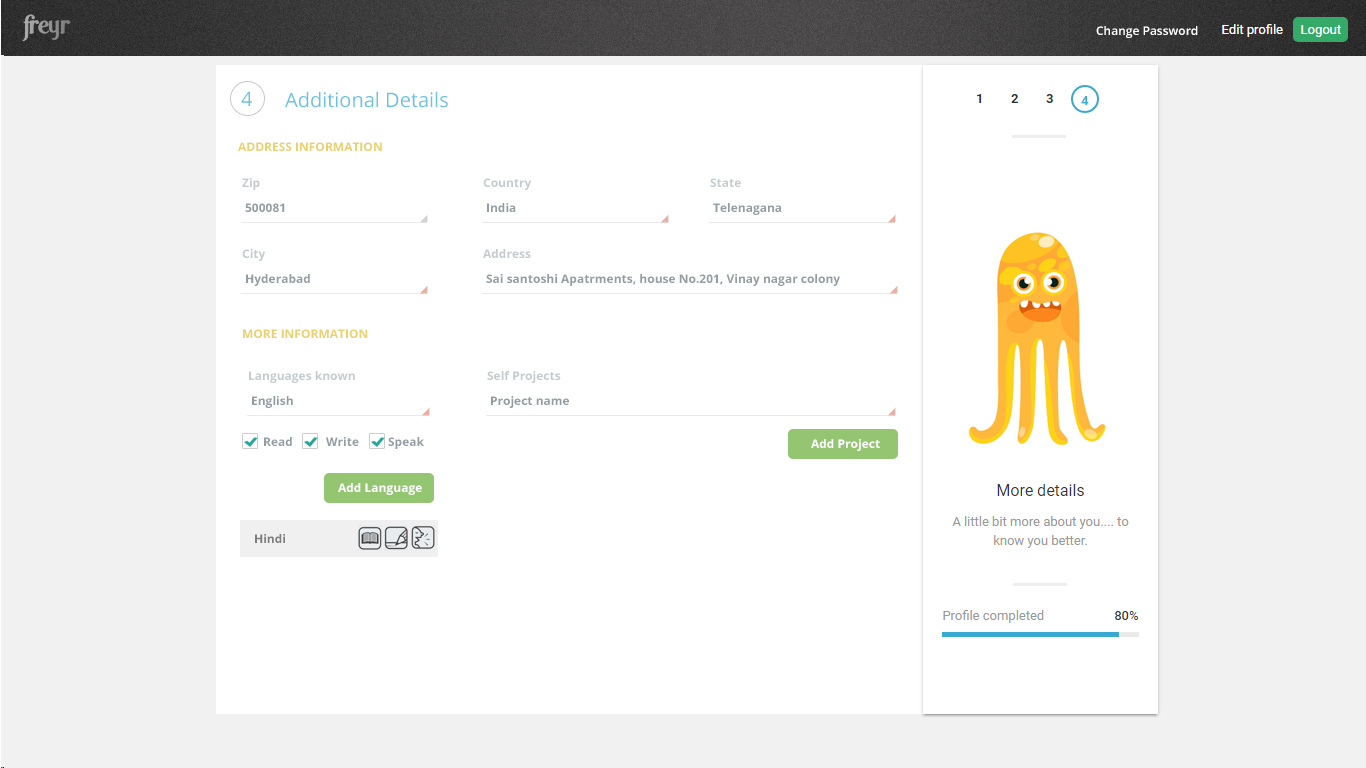 freyr
Change Password Edit profile Logout
4 Additional Details
ADDRESS INFORMATION
Zip Country State
500081 India Telenagana
City Address
Hyderabad Sai santoshi Apatrments, house No.201, Vinay nagar colony
MORE INFORMATION
Languages known Self Projects
English Project name
Read Write Speak
Add Project
Add Language
Hindi
1 2 3 4
More details
A little bit more about you.... to
know you better.
Profile completed 80%